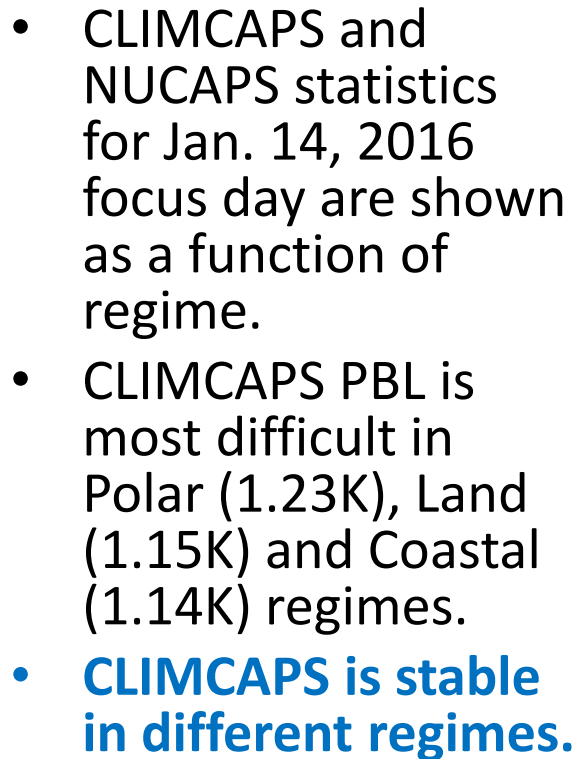 • CLIMCAPS and
NUCAPS statistics
for Jan. 14, 2016
focus day are shown
as a function of
regime.
• CLIMCAPS PBL is
most difficult in
Polar (1.23K), Land
(1.15K) and Coastal
(1.14K) regimes.
• CLIMCAPS is stable
in different regimes.